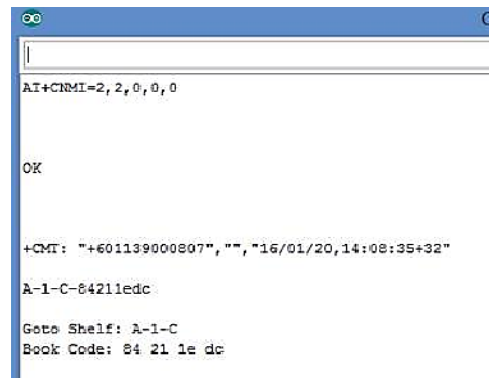 AT+CNMI=2,2,0,0,0
OK
+CMT: "+601139000807","","16/01/20,14:08:35+32"
A-1-C-84211edc
Goto Shelf: A-1-C
Book Code: 84 21 1e dc